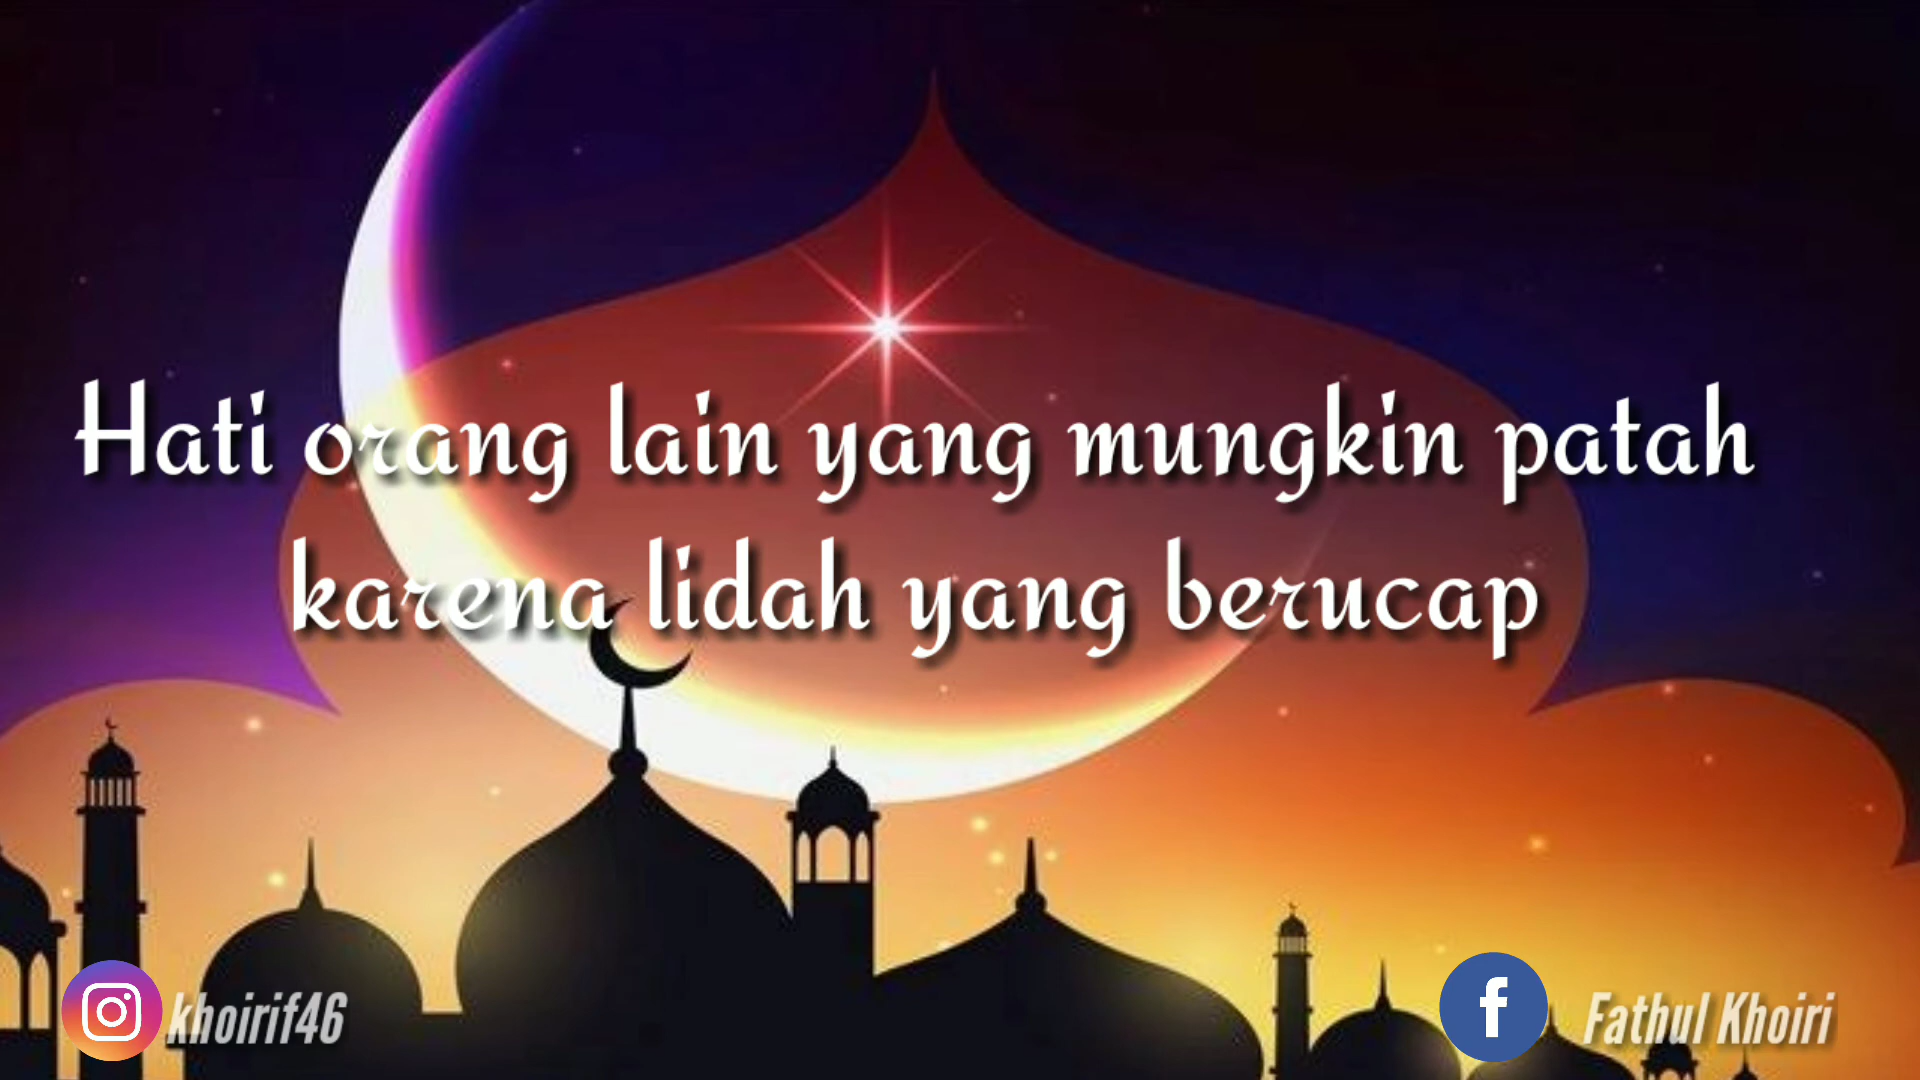 Hati orang lain yang mungkin patah
karena lidah yang berucap
khoirif46
Fathul Khoiri